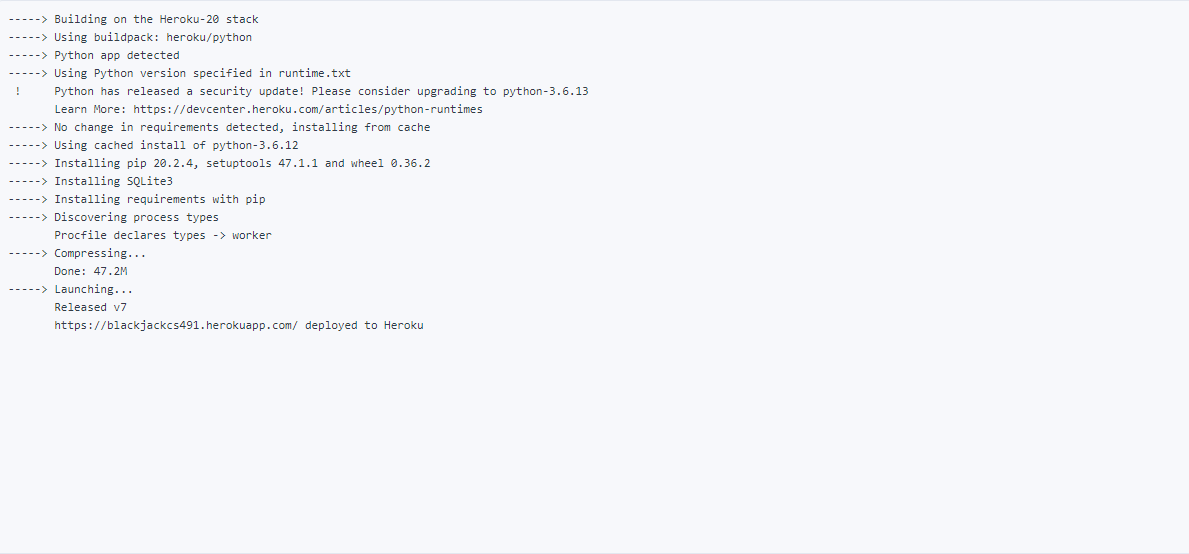 -----> Building on the Heroku-20 stack
-----> Using buildpack: heroku/python
-----> Python app detected
-----> Using Python version specified in runtime.txt
 !     Python has released a security update! Please consider upgrading to python-3.6.13
       Learn More: https://devcenter.heroku.com/articles/python-runtimes
-----> No change in requirements detected, installing from cache
-----> Using cached install of python-3.6.12
-----> Installing pip 20.2.4, setuptools 47.1.1 and wheel 0.36.2
-----> Installing SQLite3
-----> Installing requirements with pip
-----> Discovering process types
       Procfile declares types -> worker
-----> Compressing...
       Done: 47.2M
-----> Launching...
       Released v7
       https://blackjackcs491.herokuapp.com/ deployed to Heroku